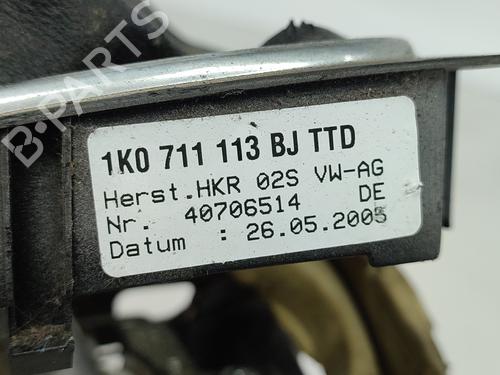 B-PARTS
1K0 711 113 BJ TTD
Herst.HKR 02S VW-AG
Nr. 40706514 DE
Datum : 26.05.2005